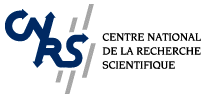 CNRS
CENTRE NATIONAL
DE LA RECHERCHE
SCIENTIFIQUE